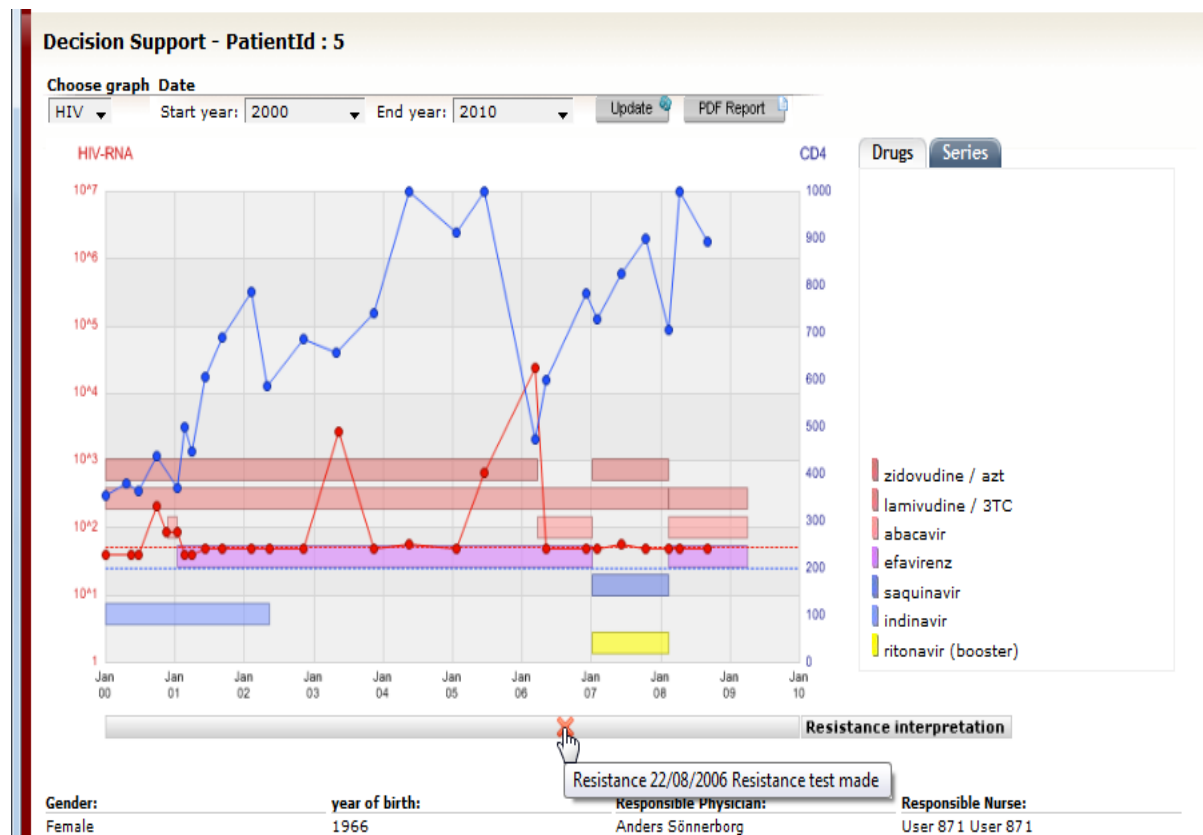 Decision Support - PatientId : 5
Choose graph Date
HIV Start year: 2000 End year: 2010 Update PDF Report
HIV-RNA CD4 Drugs Series
10^7 1000
900
10^6
800
10^5
700
10^4 600
500
10^3
400
zidovudine / azt
lamivudine / 3TC
10^2 300
abacavir
efavirenz
200
10^1
saquinavir
100
indinavir
ritonavir (booster)
1 0
Jan Jan Jan Jan Jan Jan Jan Jan Jan Jan Jan
00 01 02 03 04 05 06 07 08 09 10
Resistance interpretation
Resistance 22/08/2006 Resistance test made
Gender: year of birth: Responsible Physician: Responsible Nurse:
Female 1966 Anders Sönnerborg User 871 User 871